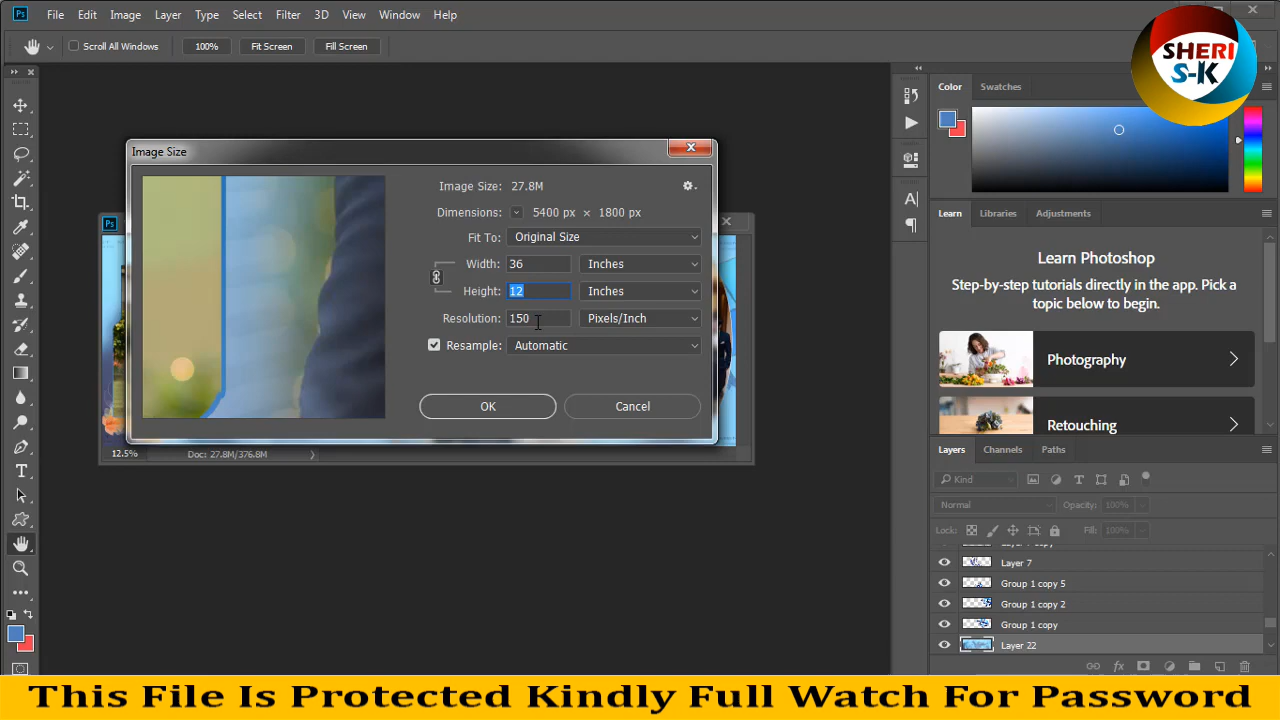 Ps File Edit Image Layer Type Select Filter 3D View Window Help
Scroll All Windows 100% Fit Screen Fill Screen
SHERI
S-K
Color Swatches
Image Size
Image Size: 27.8M
Dimensions: 5400 px × 1800 px
Fit To: Original Size
Width: 36 Inches
Height: 12 Inches
Resolution: 150 Pixels/Inch
Resample: Automatic
OK Cancel
Ps
12.5% Doc: 27.8M/376.8M
Learn Libraries Adjustments
Learn Photoshop
Step-by-step tutorials directly in the app. Pick a
topic below to begin.
Photography
Retouching
Layers Channels Paths
Kind
Normal Opacity: 100%
Lock: Fill: 100%
Layer 7
Group 1 copy 5
Group 1 copy 2
Group 1 copy
Layer 22
fx
This File Is Protected Kindly Full Watch For Password